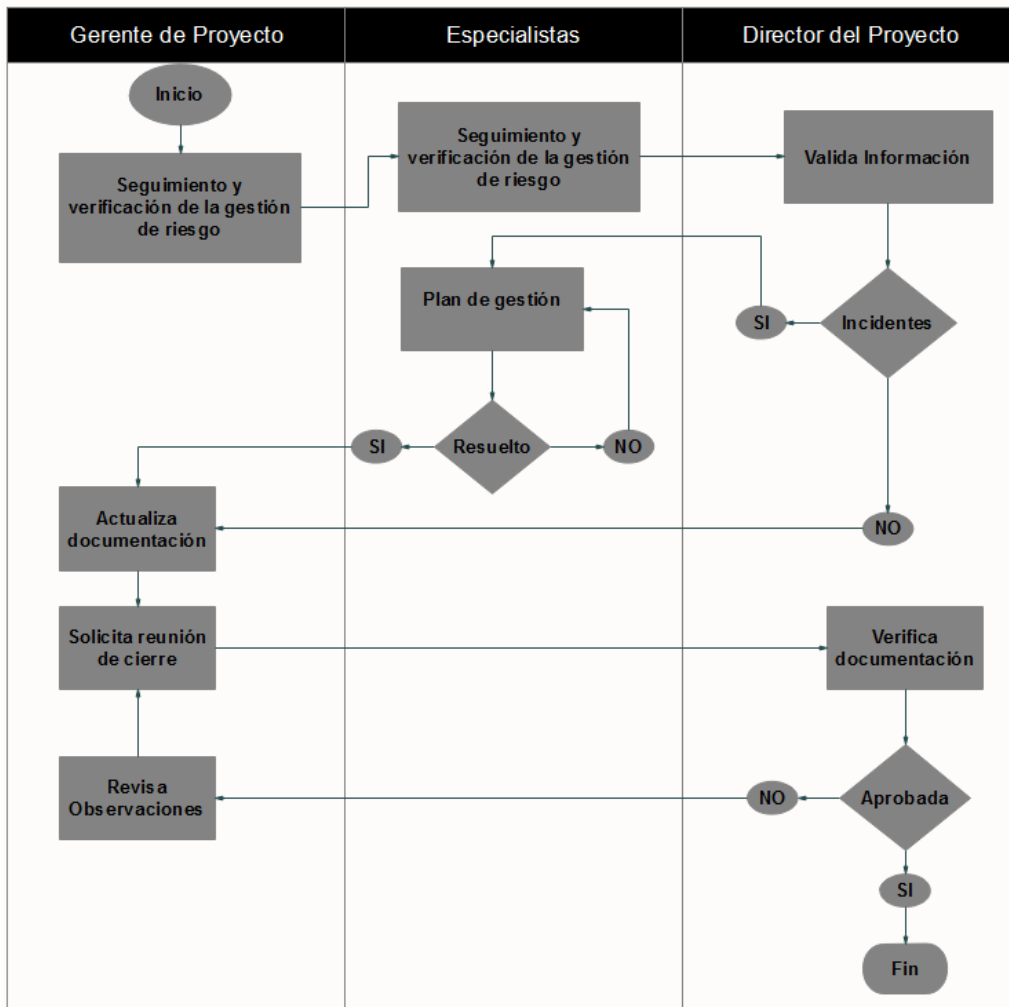 Gerente de Proyecto
Especialistas
Director del Proyecto
Inicio
Seguimiento y
verificación de la gestión
de riesgo
Seguimiento y
verificación de la gestión
de riesgo
Valida Información
Plan de gestión
SI
Incidentes
SI
Resuelto
NO
Actualiza
documentación
NO
Solicita reunión
de cierre
Verifica
documentación
Revisa
Observaciones
NO
Aprobada
SI
Fin